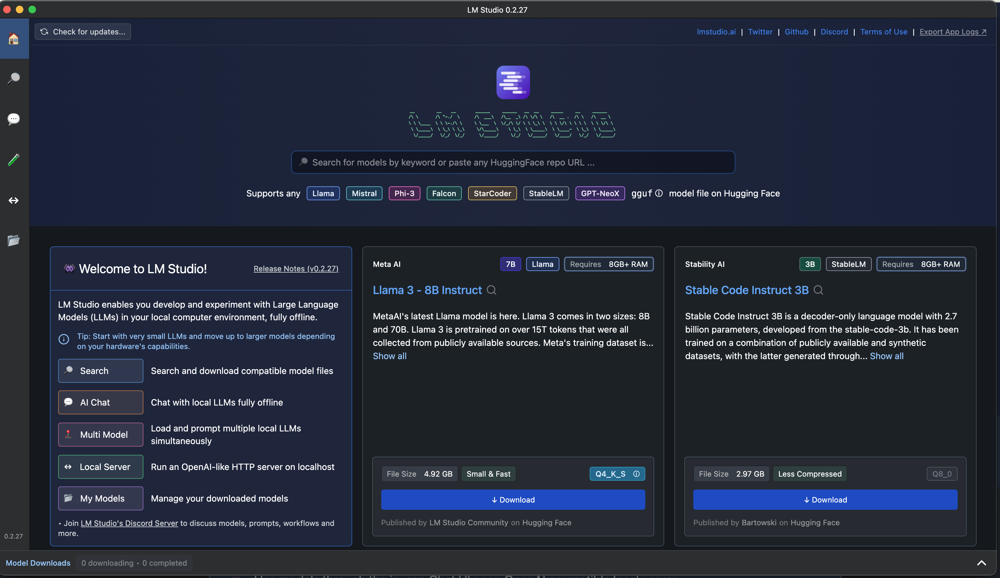 LM Studio 0.2.27
Check for updates...
lmstudio.ai | Twitter | Github | Discord | Terms of Use | Export App Logs ↗
LM STUDIO
Search for models by keyword or paste any HuggingFace repo URL ...
Supports any Llama Mistral Phi-3 Falcon StarCoder StableLM GPT-NeoX gguf ⓘ model file on Hugging Face
Welcome to LM Studio!
Release Notes (v0.2.27)
LM Studio enables you develop and experiment with Large Language
Models (LLMs) in your local computer environment, fully offline.
Tip: Start with very small LLMs and move up to larger models depending
on your hardware's capabilities.
Search
Search and download compatible model files
AI Chat
Chat with local LLMs fully offline
Multi Model
Load and prompt multiple local LLMs
simultaneously
Local Server
Run an OpenAI-like HTTP server on localhost
My Models
Manage your downloaded models
• Join LM Studio's Discord Server to discuss models, prompts, workflows and
more.
Meta AI
7B Llama Requires 8GB+ RAM
Llama 3 - 8B Instruct
MetaAI's latest Llama model is here. Llama 3 comes in two sizes: 8B
and 70B. Llama 3 is pretrained on over 15T tokens that were all
collected from publicly available sources. Meta's training dataset is...
Show all
File Size 4.92 GB Small & Fast Q4_K_S ⓘ
↓ Download
Published by LM Studio Community on Hugging Face
Stability AI
3B StableLM Requires 8GB+ RAM
Stable Code Instruct 3B
Stable Code Instruct 3B is a decoder-only language model with 2.7
billion parameters, developed from the stable-code-3b. It has been
trained on a combination of publicly available and synthetic
datasets, with the latter generated through... Show all
File Size 2.97 GB Less Compressed Q8_0
↓ Download
Published by Bartowski on Hugging Face
0.2.27
Model Downloads 0 downloading • 0 completed